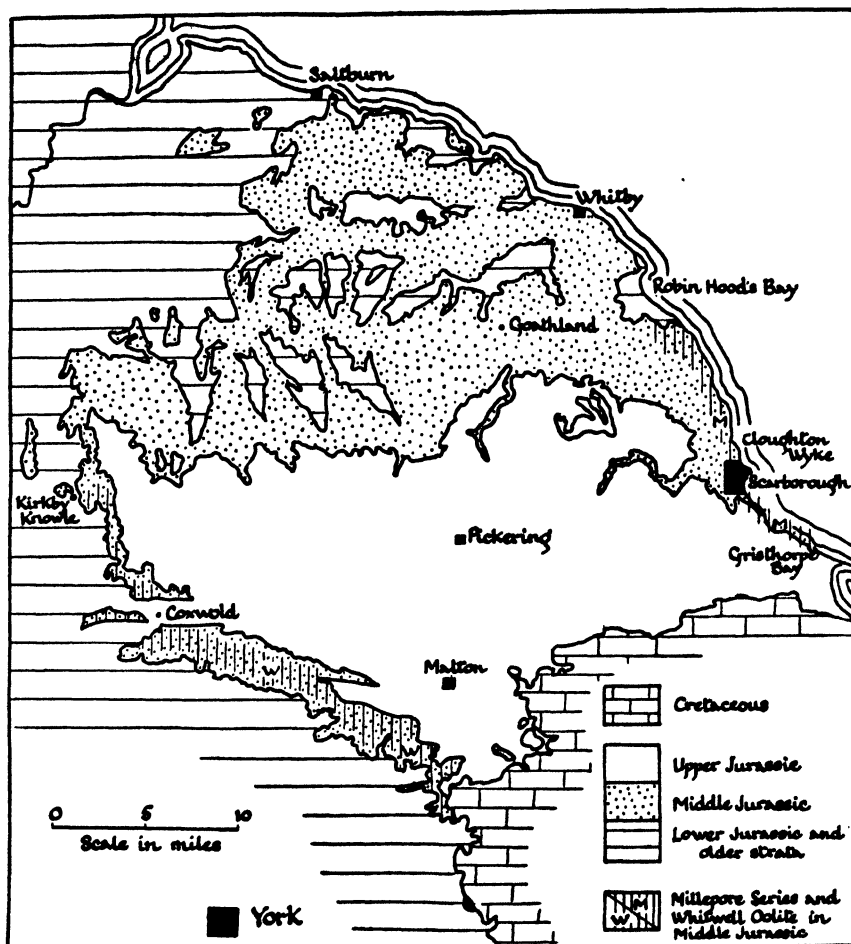 Saltburn
Whitby
Robin Hood's Bay
Goathland
M
Cloughton
Wyke
Scarborough
Kirkby
Knowle
M
Pickering
Gristhorpe
Bay
Coxwold
W
Malton
Cretaceous
W
Upper Jurassic
Middle Jurassic
0 5 10
Scale in miles
Lower Jurassic and
older strata
M
W
Millepore Series and
Whitwell Oolite in
Middle Jurassic
York